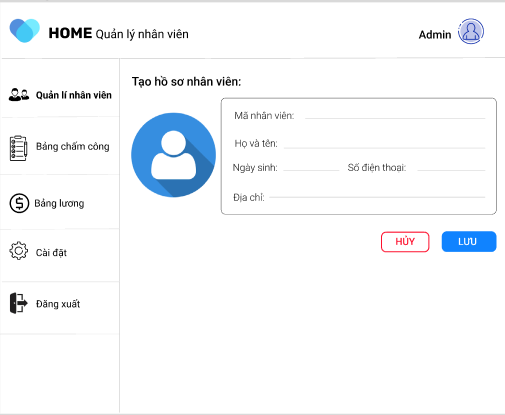 HOME Quản lý nhân viên
Admin
Quản lí nhân viên
Bảng chấm công
Bảng lương
Cài đặt
Đăng xuất
Tạo hồ sơ nhân viên:
Mã nhân viên:
Họ và tên:
Ngày sinh: Số điện thoại:
Địa chỉ:
HỦY LƯU